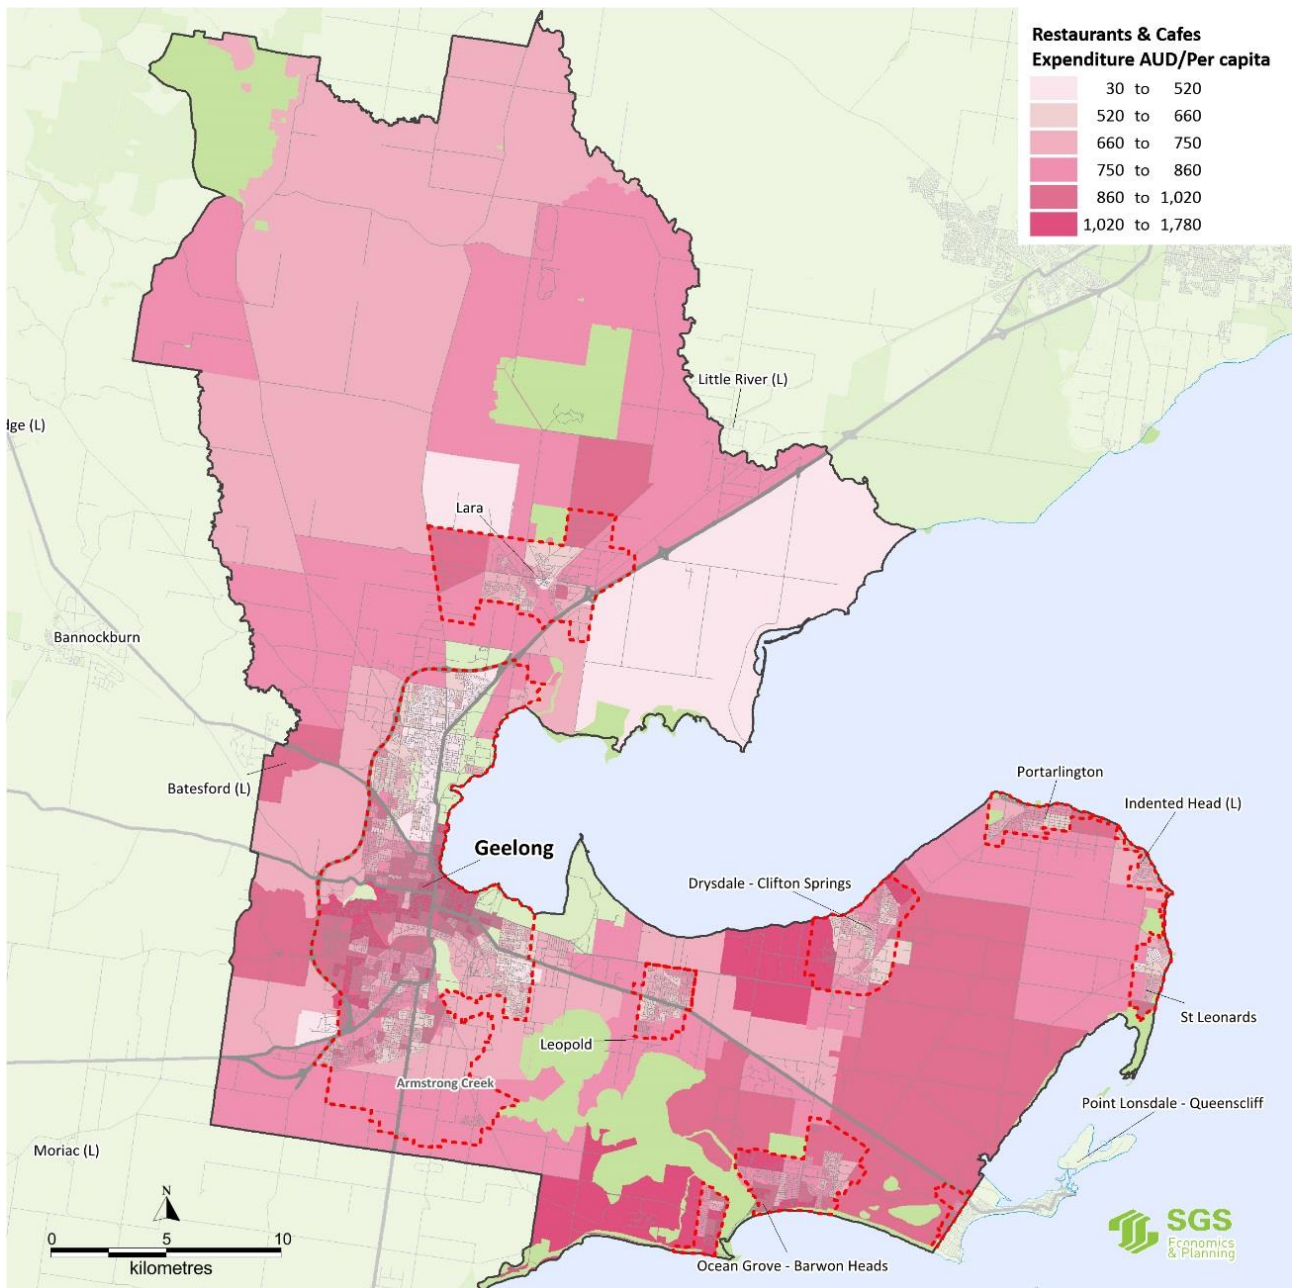 Restaurants & Cafes
Expenditure AUD/Per capita
30 to 520
520 to 660
660 to 750
750 to 860
860 to 1,020
1,020 to 1,780
Little River (L)
dge (L)
Lara
Bannockburn
Batesford (L)
Portarlington
Indented Head (L)
Geelong
Drysdale - Clifton Springs
St Leonards
Leopold
Armstrong Creek
Point Lonsdale - Queenscliff
Moriac (L)
N
0 5 10
kilometres
Ocean Grove - Barwon Heads
SGS
Economics
& Planning